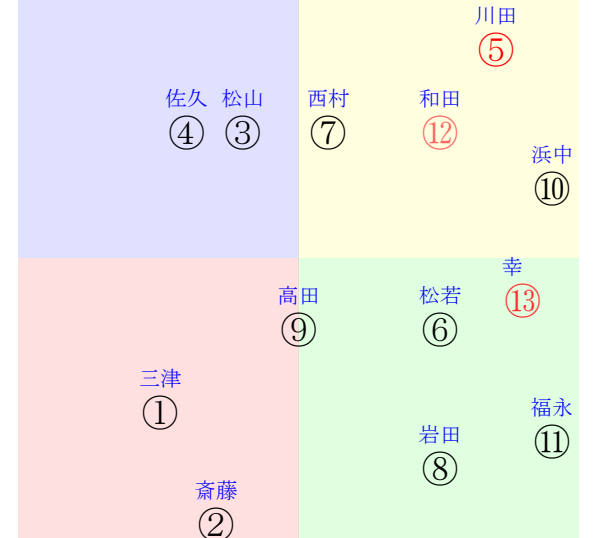 川田
⑤
佐久 松山 西村 和田
④ ③ ⑦ ⑫
浜中
⑩
幸
⑬
高田 松若
⑨ ⑥
三津
①
福永
⑪
岩田
⑧
斎藤
②